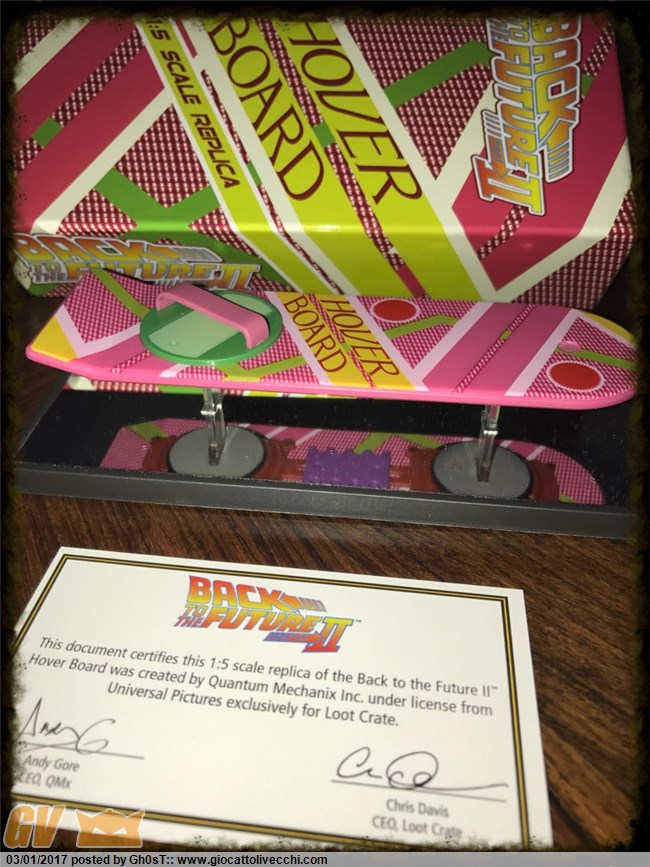 1:5 SCALE REPLICA
HOVER
BOARD
BACK
TO THE
FUTURE
PART II
BACK
TO THE
FUTURE II
HOVER
BOARD
BACK
TO THE
FUTURE
PART II™
This document certifies this 1:5 scale replica of the Back to the Future II™
Hover Board was created by Quantum Mechanix Inc. under license from
Universal Pictures exclusively for Loot Crate.
Andy Gore
CEO, QMx
Chris Davis
CEO, Loot Crate
GV
03/01/2017 posted by Gh0sT:: www.giocattolivecchi.com